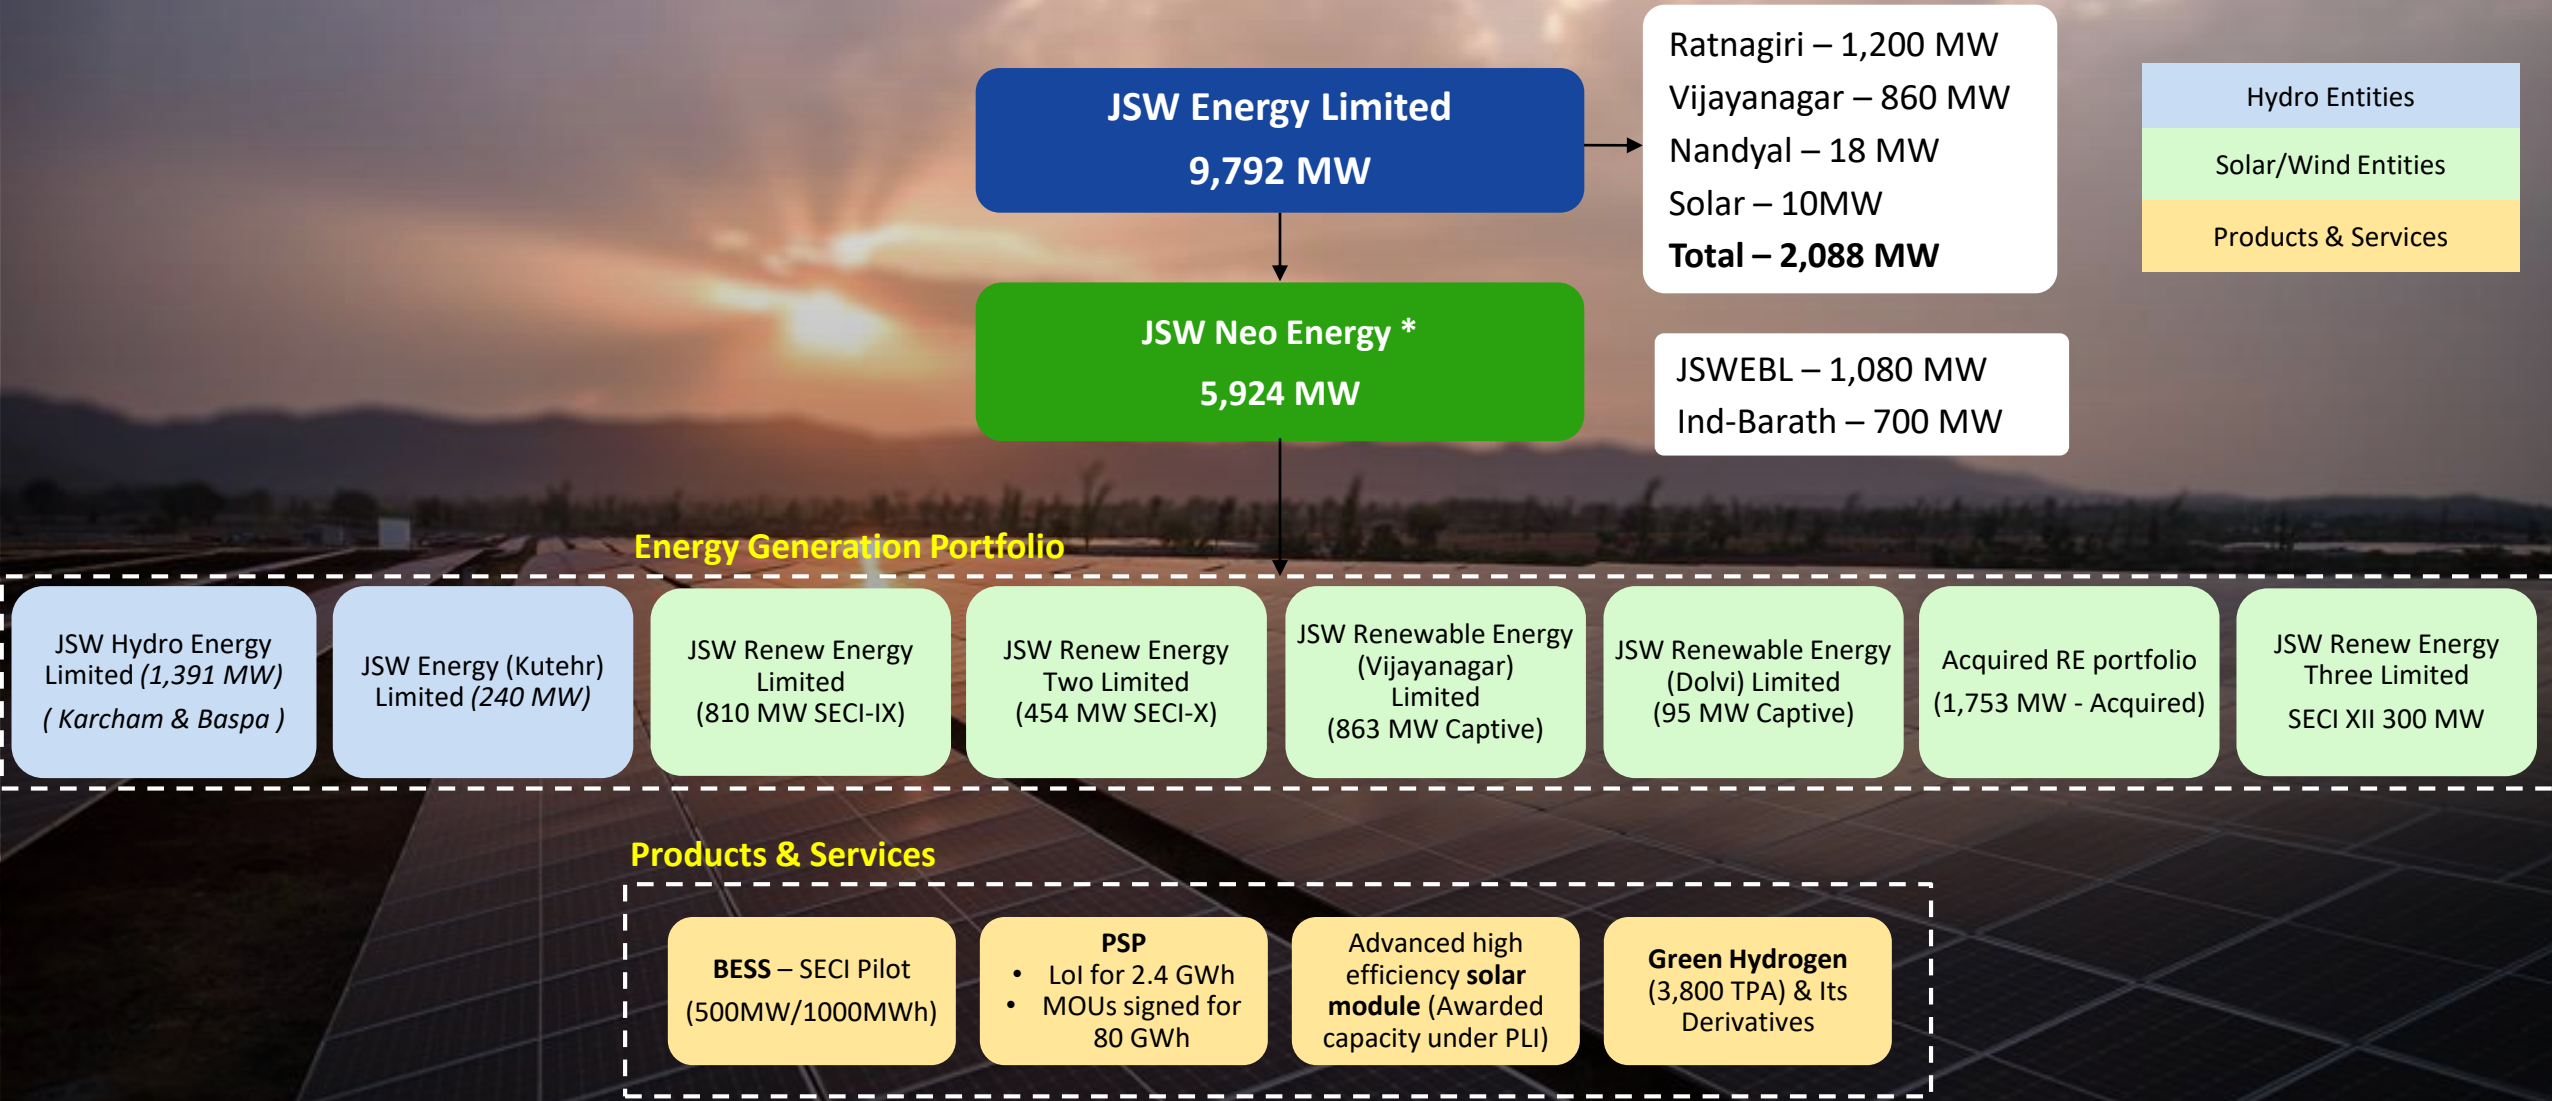 JSW Energy Limited
9,792 MW
Ratnagiri – 1,200 MW
Vijayanagar – 860 MW
Nandyal – 18 MW
Solar – 10MW
Total – 2,088 MW
Hydro Entities
Solar/Wind Entities
Products & Services
JSW Neo Energy *
5,924 MW
JSWEBL – 1,080 MW
Ind-Barath – 700 MW
Energy Generation Portfolio
JSW Hydro Energy
Limited (1,391 MW)
( Karcham & Baspa )
JSW Energy (Kutehr)
Limited (240 MW)
JSW Renew Energy
Limited
(810 MW SECI-IX)
JSW Renew Energy
Two Limited
(454 MW SECI-X)
JSW Renewable Energy
(Vijayanagar)
Limited
(863 MW Captive)
JSW Renewable Energy
(Dolvi) Limited
(95 MW Captive)
Acquired RE portfolio
(1,753 MW - Acquired)
JSW Renew Energy
Three Limited
SECI XII 300 MW
Products & Services
BESS – SECI Pilot
(500MW/1000MWh)
PSP
• LoI for 2.4 GWh
• MOUs signed for
80 GWh
Advanced high
efficiency solar
module (Awarded
capacity under PLI)
Green Hydrogen
(3,800 TPA) & Its
Derivatives